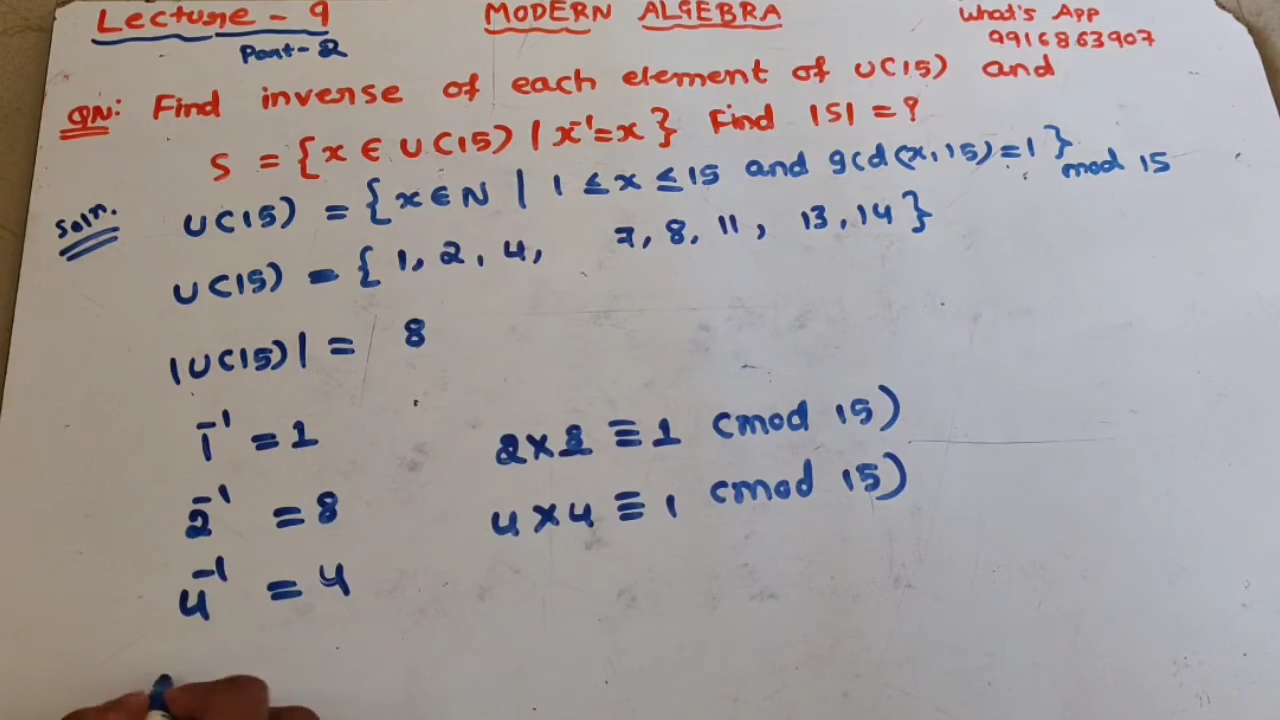 Lecture - 9 MODERN ALGEBRA What's App
Part-2 9916863907
QN: Find inverse of each element of U(15) and
S = {x ∈ U(15) | x⁻¹=x} Find |S| = ?
Soln. U(15) = {x∈N | 1 ≤ x ≤ 15 and gcd(x,15)=1} mod 15
U(15) = {1, 2, 4, 7, 8, 11, 13, 14}
|U(15)| = 8
1⁻¹ = 1 2×8 ≡ 1 (mod 15)
2⁻¹ = 8 4×4 ≡ 1 (mod 15)
4⁻¹ = 4